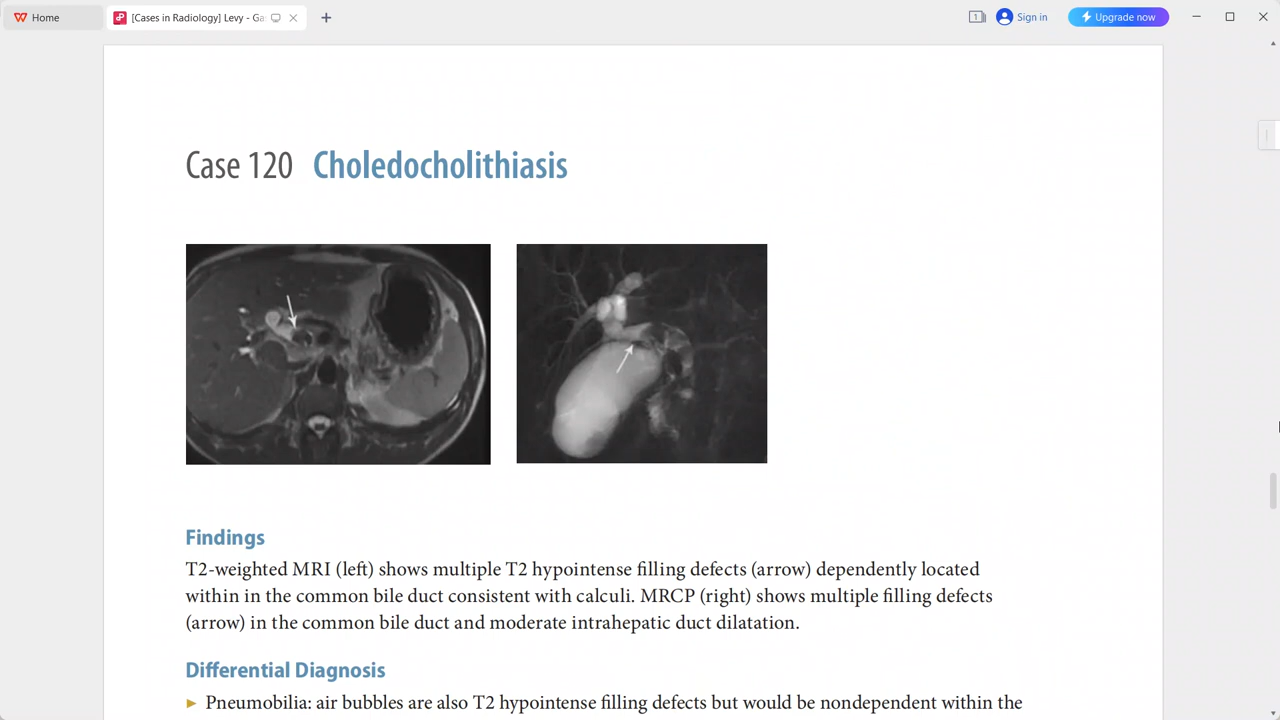 Home
[Cases in Radiology] Levy - Ga
1
Sign in
Upgrade now
Case 120 Choledocholithiasis
Findings
T2-weighted MRI (left) shows multiple T2 hypointense filling defects (arrow) dependently located
within in the common bile duct consistent with calculi. MRCP (right) shows multiple filling defects
(arrow) in the common bile duct and moderate intrahepatic duct dilatation.
Differential Diagnosis
► Pneumobilia: air bubbles are also T2 hypointense filling defects but would be nondependent within the